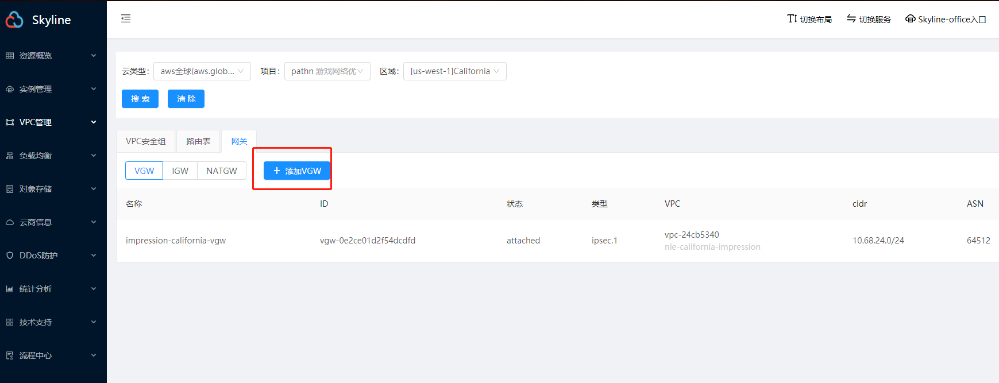 Skyline
切换布局 切换服务 Skyline-office入口
资源概览
实例管理
VPC管理
负载均衡
对象存储
云商信息
DDoS防护
统计分析
技术支持
流程中心
云类型: aws全球(aws.glob... 项目: pathn 游戏网络优 区域: [us-west-1]California
搜 索 清 除
VPC安全组 路由表 网关
VGW IGW NATGW + 添加VGW
名称 ID 状态 类型 VPC cidr ASN
impression-california-vgw vgw-0e2ce01d2f54dcdfd attached ipsec.1 vpc-24cb5340 10.68.24.0/24 64512
nie-california-impression